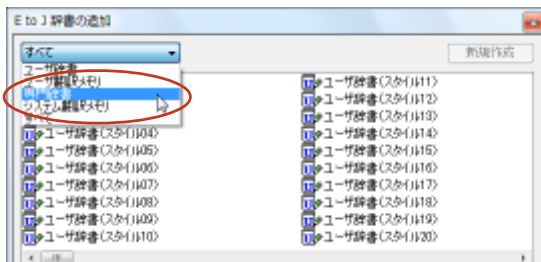 E to J 辞書の追加
すべて
新規作成
ユーザ辞書
ユーザ翻訳メモリ
専門辞書
システム翻訳メモリ
すべて
ユーザ辞書(スタイル04)
ユーザ辞書(スタイル05)
ユーザ辞書(スタイル06)
ユーザ辞書(スタイル07)
ユーザ辞書(スタイル08)
ユーザ辞書(スタイル09)
ユーザ辞書(スタイル10)
ユーザ辞書(スタイル11)
ユーザ辞書(スタイル12)
ユーザ辞書(スタイル13)
ユーザ辞書(スタイル14)
ユーザ辞書(スタイル15)
ユーザ辞書(スタイル16)
ユーザ辞書(スタイル17)
ユーザ辞書(スタイル18)
ユーザ辞書(スタイル19)
ユーザ辞書(スタイル20)